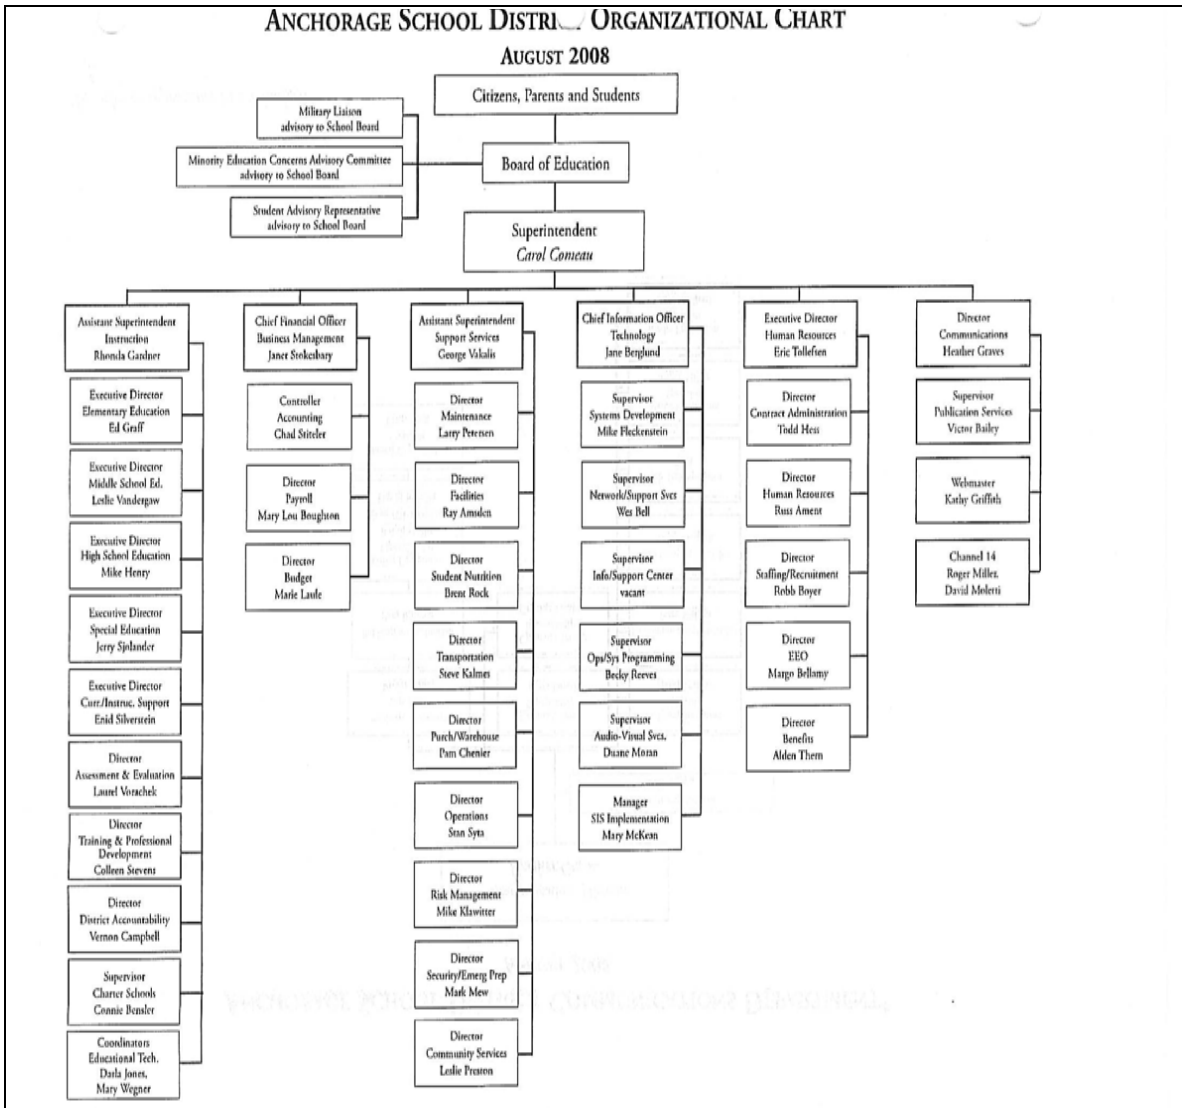 ANCHORAGE SCHOOL DISTRI ORGANIZATIONAL CHART
AUGUST 2008
Citizens, Parents and Students
Military Liaison
advisory to School Board
Minority Education Concerns Advisory Committee
advisory to School Board
Board of Education
Student Advisory Representative
advisory to School Board
Superintendent
Carol Comeau
Assistant Superintendent
Instruction
Rhonda Gardner
Executive Director
Elementary Education
Ed Graff
Executive Director
Middle School Ed.
Leslie Vandergaw
Executive Director
High School Education
Mike Henry
Executive Director
Special Education
Jerry Sjolander
Executive Director
Curr./Instruc. Support
Enid Silverstein
Director
Assessment & Evaluation
Laurel Vorachek
Director
Training & Professional
Development
Colleen Stevens
Director
District Accountability
Vernon Campbell
Supervisor
Charter Schools
Connie Bensler
Coordinators
Educational Tech.
Darla Jones,
Mary Wegner
Chief Financial Officer
Business Management
Janet Stokesbary
Controller
Accounting
Chad Stiteler
Director
Payroll
Mary Lou Boughton
Director
Budget
Marie Laule
Assistant Superintendent
Support Services
George Vakalis
Director
Maintenance
Larry Petersen
Director
Facilities
Ray Amsden
Director
Student Nutrition
Brent Rock
Director
Transportation
Steve Kalmes
Director
Purch/Warehouse
Pam Chenier
Director
Operations
Stan Syta
Director
Risk Management
Mike Klawitter
Director
Security/Emerg Prep
Mark Mew
Director
Community Services
Leslie Preston
Chief Information Officer
Technology
Jane Berglund
Supervisor
Systems Development
Mike Fleckenstein
Supervisor
Network/Support Svcs
Wes Bell
Supervisor
Info/Support Center
vacant
Supervisor
Ops/Sys Programming
Becky Reeves
Supervisor
Audio-Visual Svcs.
Duane Moran
Manager
SIS Implementation
Mary McKean
Executive Director
Human Resources
Eric Tollefsen
Director
Contract Administration
Todd Hess
Director
Human Resources
Russ Ament
Director
Staffing/Recruitment
Robb Boyer
Director
EEO
Margo Bellamy
Director
Benefits
Alden Thern
Director
Communications
Heather Graves
Supervisor
Publication Services
Victor Bailey
Webmaster
Kathy Griffith
Channel 14
Roger Miller,
David Moletti